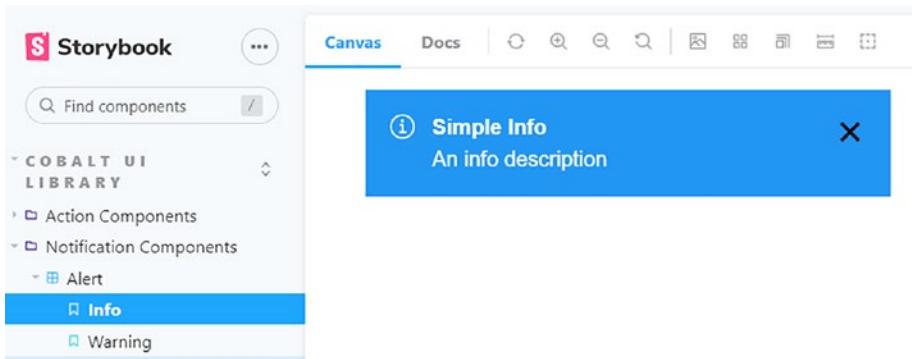 Storybook
Find components
/
COBALT UI
LIBRARY
Action Components
Notification Components
Alert
Info
Warning
Canvas
Docs
Simple Info
An info description